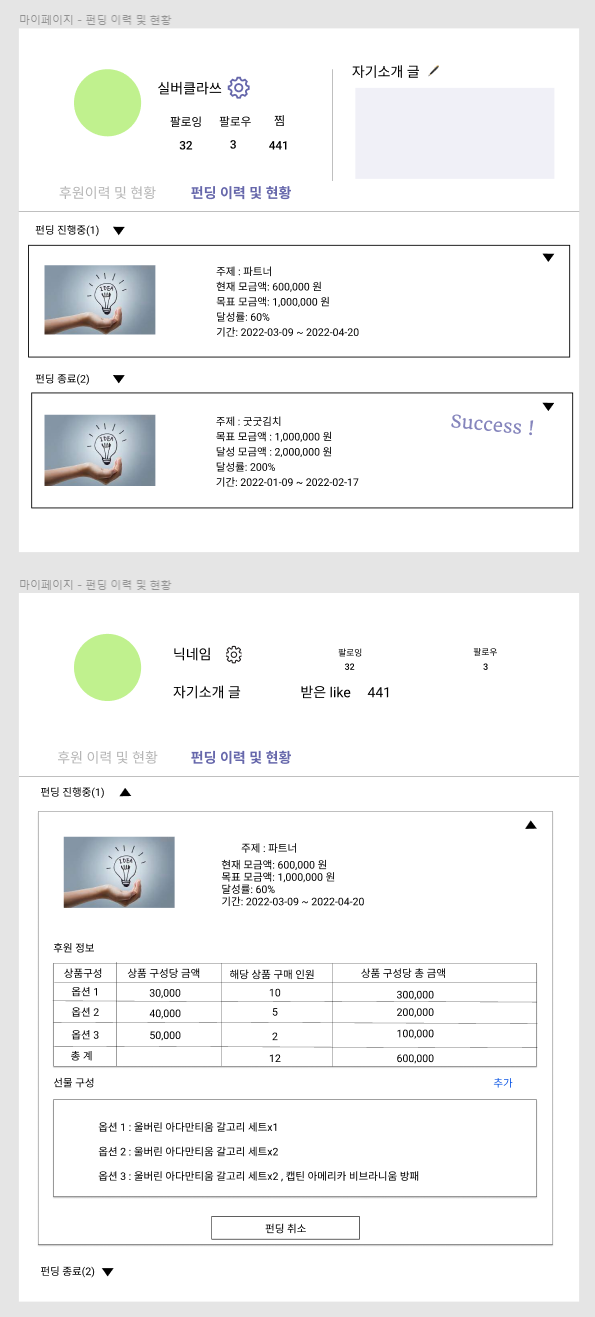 마이페이지 - 펀딩 이력 및 현황
실버클라쓰
자기소개 글
팔로잉 팔로우 찜
32 3 441
후원이력 및 현황 펀딩 이력 및 현황
펀딩 진행중(1)
IDEA
주제 : 파트너
현재 모금액: 600,000 원
목표 모금액: 1,000,000 원
달성률: 60%
기간: 2022-03-09 ~ 2022-04-20
펀딩 종료(2)
IDEA
주제 : 굿굿김치
목표 모금액 : 1,000,000 원
달성 모금액 : 2,000,000 원
달성률: 200%
기간: 2022-01-09 ~ 2022-02-17
Success !
마이페이지 - 펀딩 이력 및 현황
닉네임 팔로잉 팔로우
32 3
자기소개 글 받은 like 441
후원 이력 및 현황 펀딩 이력 및 현황
펀딩 진행중(1)
IDEA
주제 : 파트너
현재 모금액: 600,000 원
목표 모금액: 1,000,000 원
달성률: 60%
기간: 2022-03-09 ~ 2022-04-20
후원 정보
상품구성 상품 구성당 금액 해당 상품 구매 인원 상품 구성당 총 금액
옵션 1 30,000 10 300,000
옵션 2 40,000 5 200,000
옵션 3 50,000 2 100,000
총 계 12 600,000
선물 구성 추가
옵션 1 : 울버린 아다만티움 갈고리 세트x1
옵션 2 : 울버린 아다만티움 갈고리 세트x2
옵션 3 : 울버린 아다만티움 갈고리 세트x2 , 캡틴 아메리카 비브라니움 방패
펀딩 취소
펀딩 종료(2)